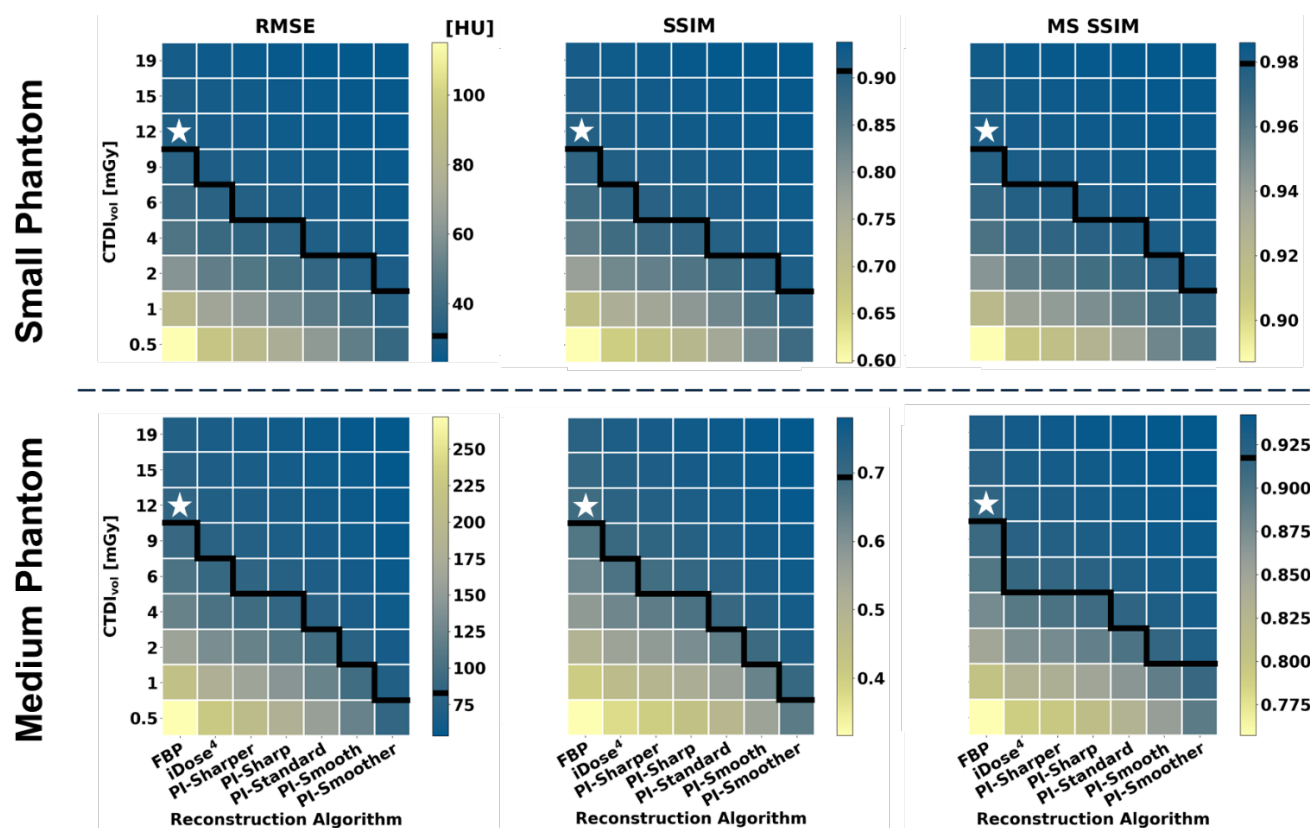 Small Phantom
RMSE
[HU]
SSIM
MS SSIM
CTDIvol [mGy]
19
15
12
9
6
4
2
1
0.5
100
80
60
40
0.90
0.85
0.80
0.75
0.70
0.65
0.60
0.98
0.96
0.94
0.92
0.90
Medium Phantom
CTDIvol [mGy]
19
15
12
9
6
4
2
1
0.5
250
225
200
175
150
125
100
75
0.7
0.6
0.5
0.4
0.925
0.900
0.875
0.850
0.825
0.800
0.775
FBP
iDose⁴
PI-Sharper
PI-Sharp
PI-Standard
PI-Smooth
PI-Smoother
Reconstruction Algorithm
FBP
iDose⁴
PI-Sharper
PI-Sharp
PI-Standard
PI-Smooth
PI-Smoother
Reconstruction Algorithm
FBP
iDose⁴
PI-Sharper
PI-Sharp
PI-Standard
PI-Smooth
PI-Smoother
Reconstruction Algorithm